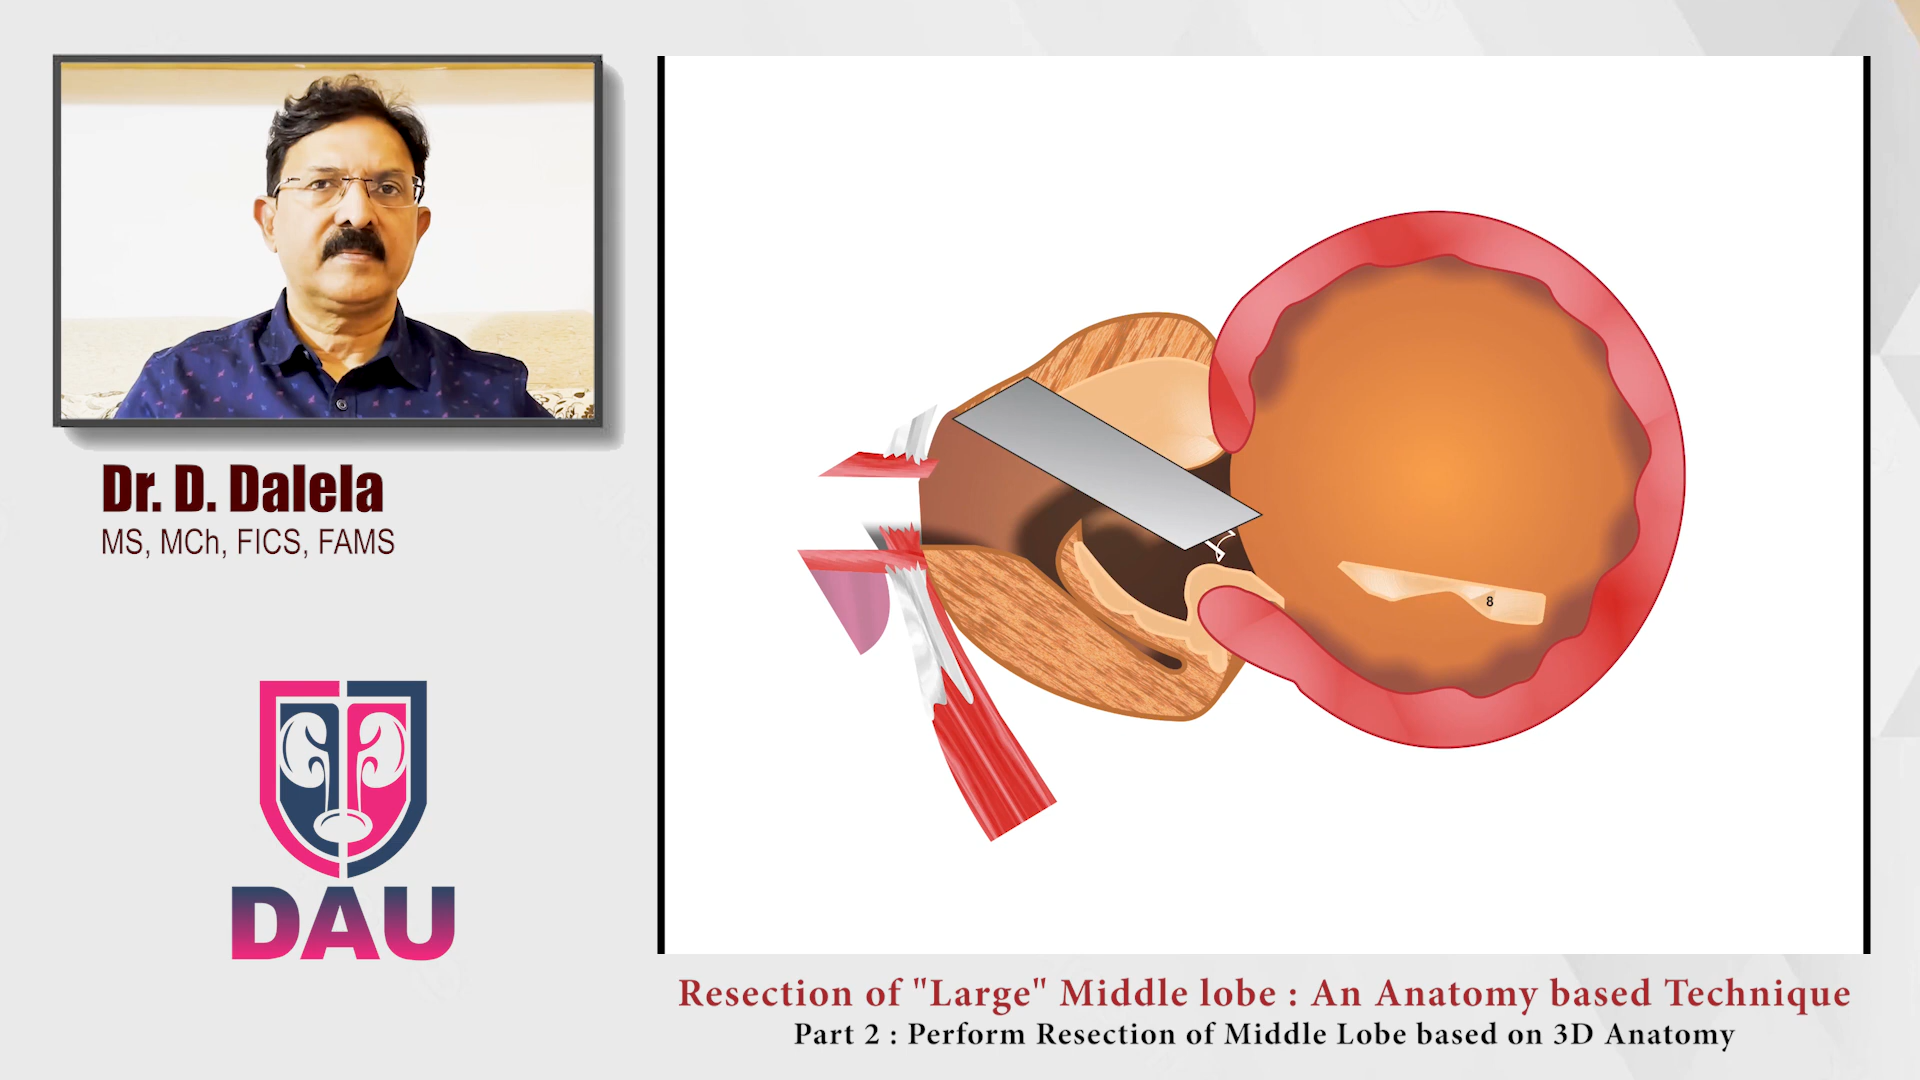 Dr. D. Dalela
MS, MCh, FICS, FAMS
DAU
8
Resection of "Large" Middle lobe : An Anatomy based Technique
Part 2 : Perform Resection of Middle Lobe based on 3D Anatomy